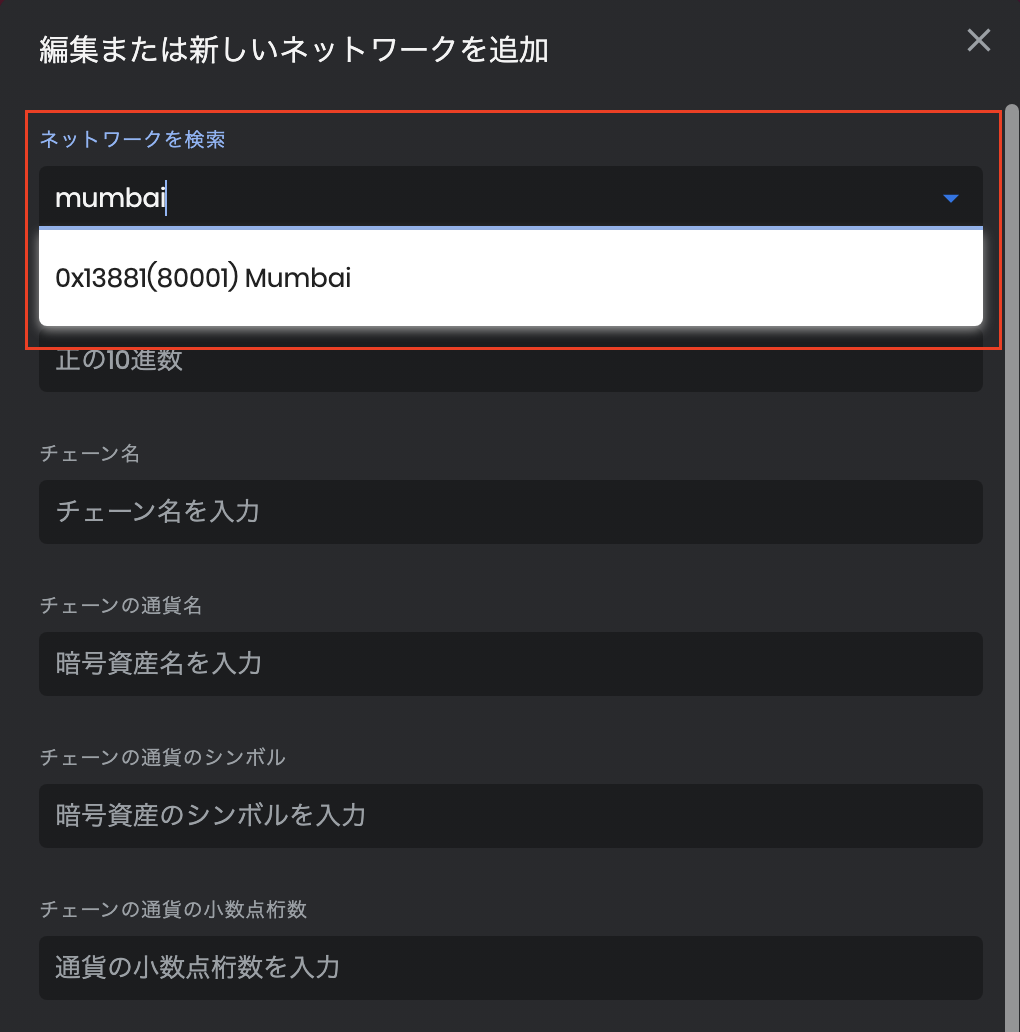 編集または新しいネットワークを追加
ネットワークを検索
mumbai
0x13881(80001) Mumbai
正の10進数
チェーン名
チェーン名を入力
チェーンの通貨名
暗号資産名を入力
チェーンの通貨のシンボル
暗号資産のシンボルを入力
チェーンの通貨の小数点桁数
通貨の小数点桁数を入力